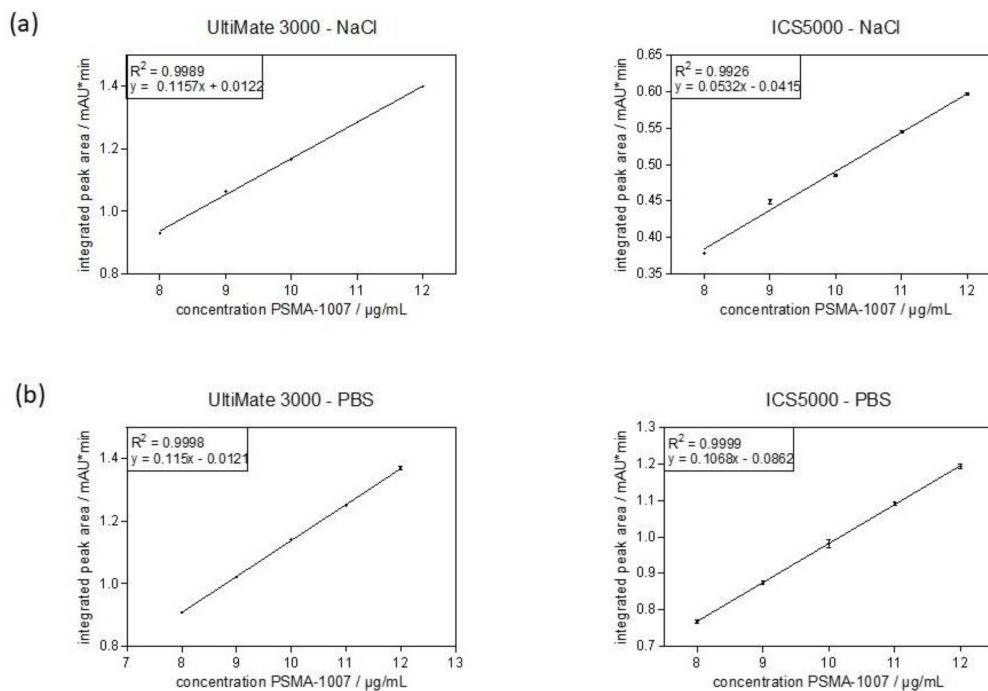 (a)
UltiMate 3000 - NaCl
R² = 0.9989
y = 0.1157x + 0.0122
integrated peak area / mAU*min
1.4
1.2
1.0
0.8
8 9 10 11 12
concentration PSMA-1007 / µg/mL
ICS5000 - NaCl
R² = 0.9926
y = 0.0532x - 0.0415
integrated peak area / mAU*min
0.65
0.60
0.55
0.50
0.45
0.40
0.35
8 9 10 11 12
concentration PSMA-1007 / µg/mL
(b)
UltiMate 3000 - PBS
R² = 0.9998
y = 0.115x - 0.0121
integrated peak area / mAU*min
1.4
1.2
1.0
0.8
7 8 9 10 11 12 13
concentration PSMA-1007 / µg/mL
ICS5000 - PBS
R² = 0.9999
y = 0.1068x - 0.0862
integrated peak area / mAU*min
1.3
1.2
1.1
1.0
0.9
0.8
0.7
8 9 10 11 12
concentration PSMA-1007 / µg/mL